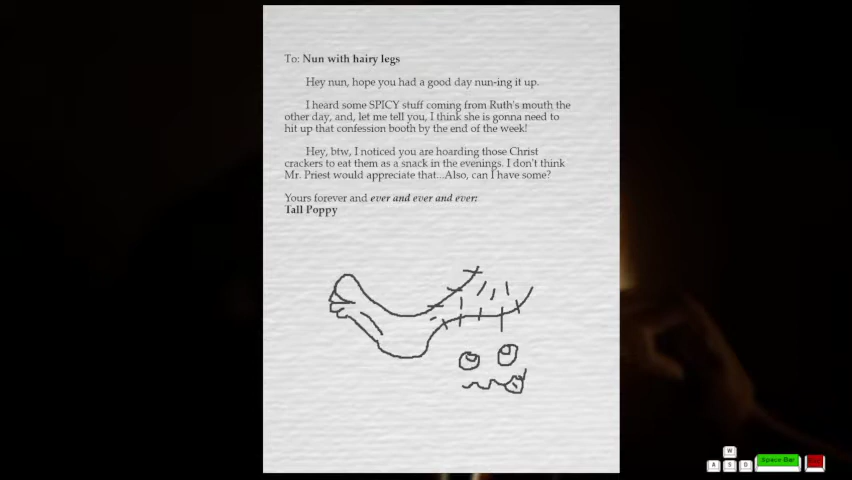 To: Nun with hairy legs
Hey nun, hope you had a good day nun-ing it up.
I heard some SPICY stuff coming from Ruth's mouth the
other day, and, let me tell you, I think she is gonna need to
hit up that confession booth by the end of the week!
Hey, btw, I noticed you are hoarding those Christ
crackers to eat them as a snack in the evenings. I don't think
Mr. Priest would appreciate that...Also, can I have some?
Yours forever and ever and ever and ever:
Tall Poppy
W
A S D Space Bar